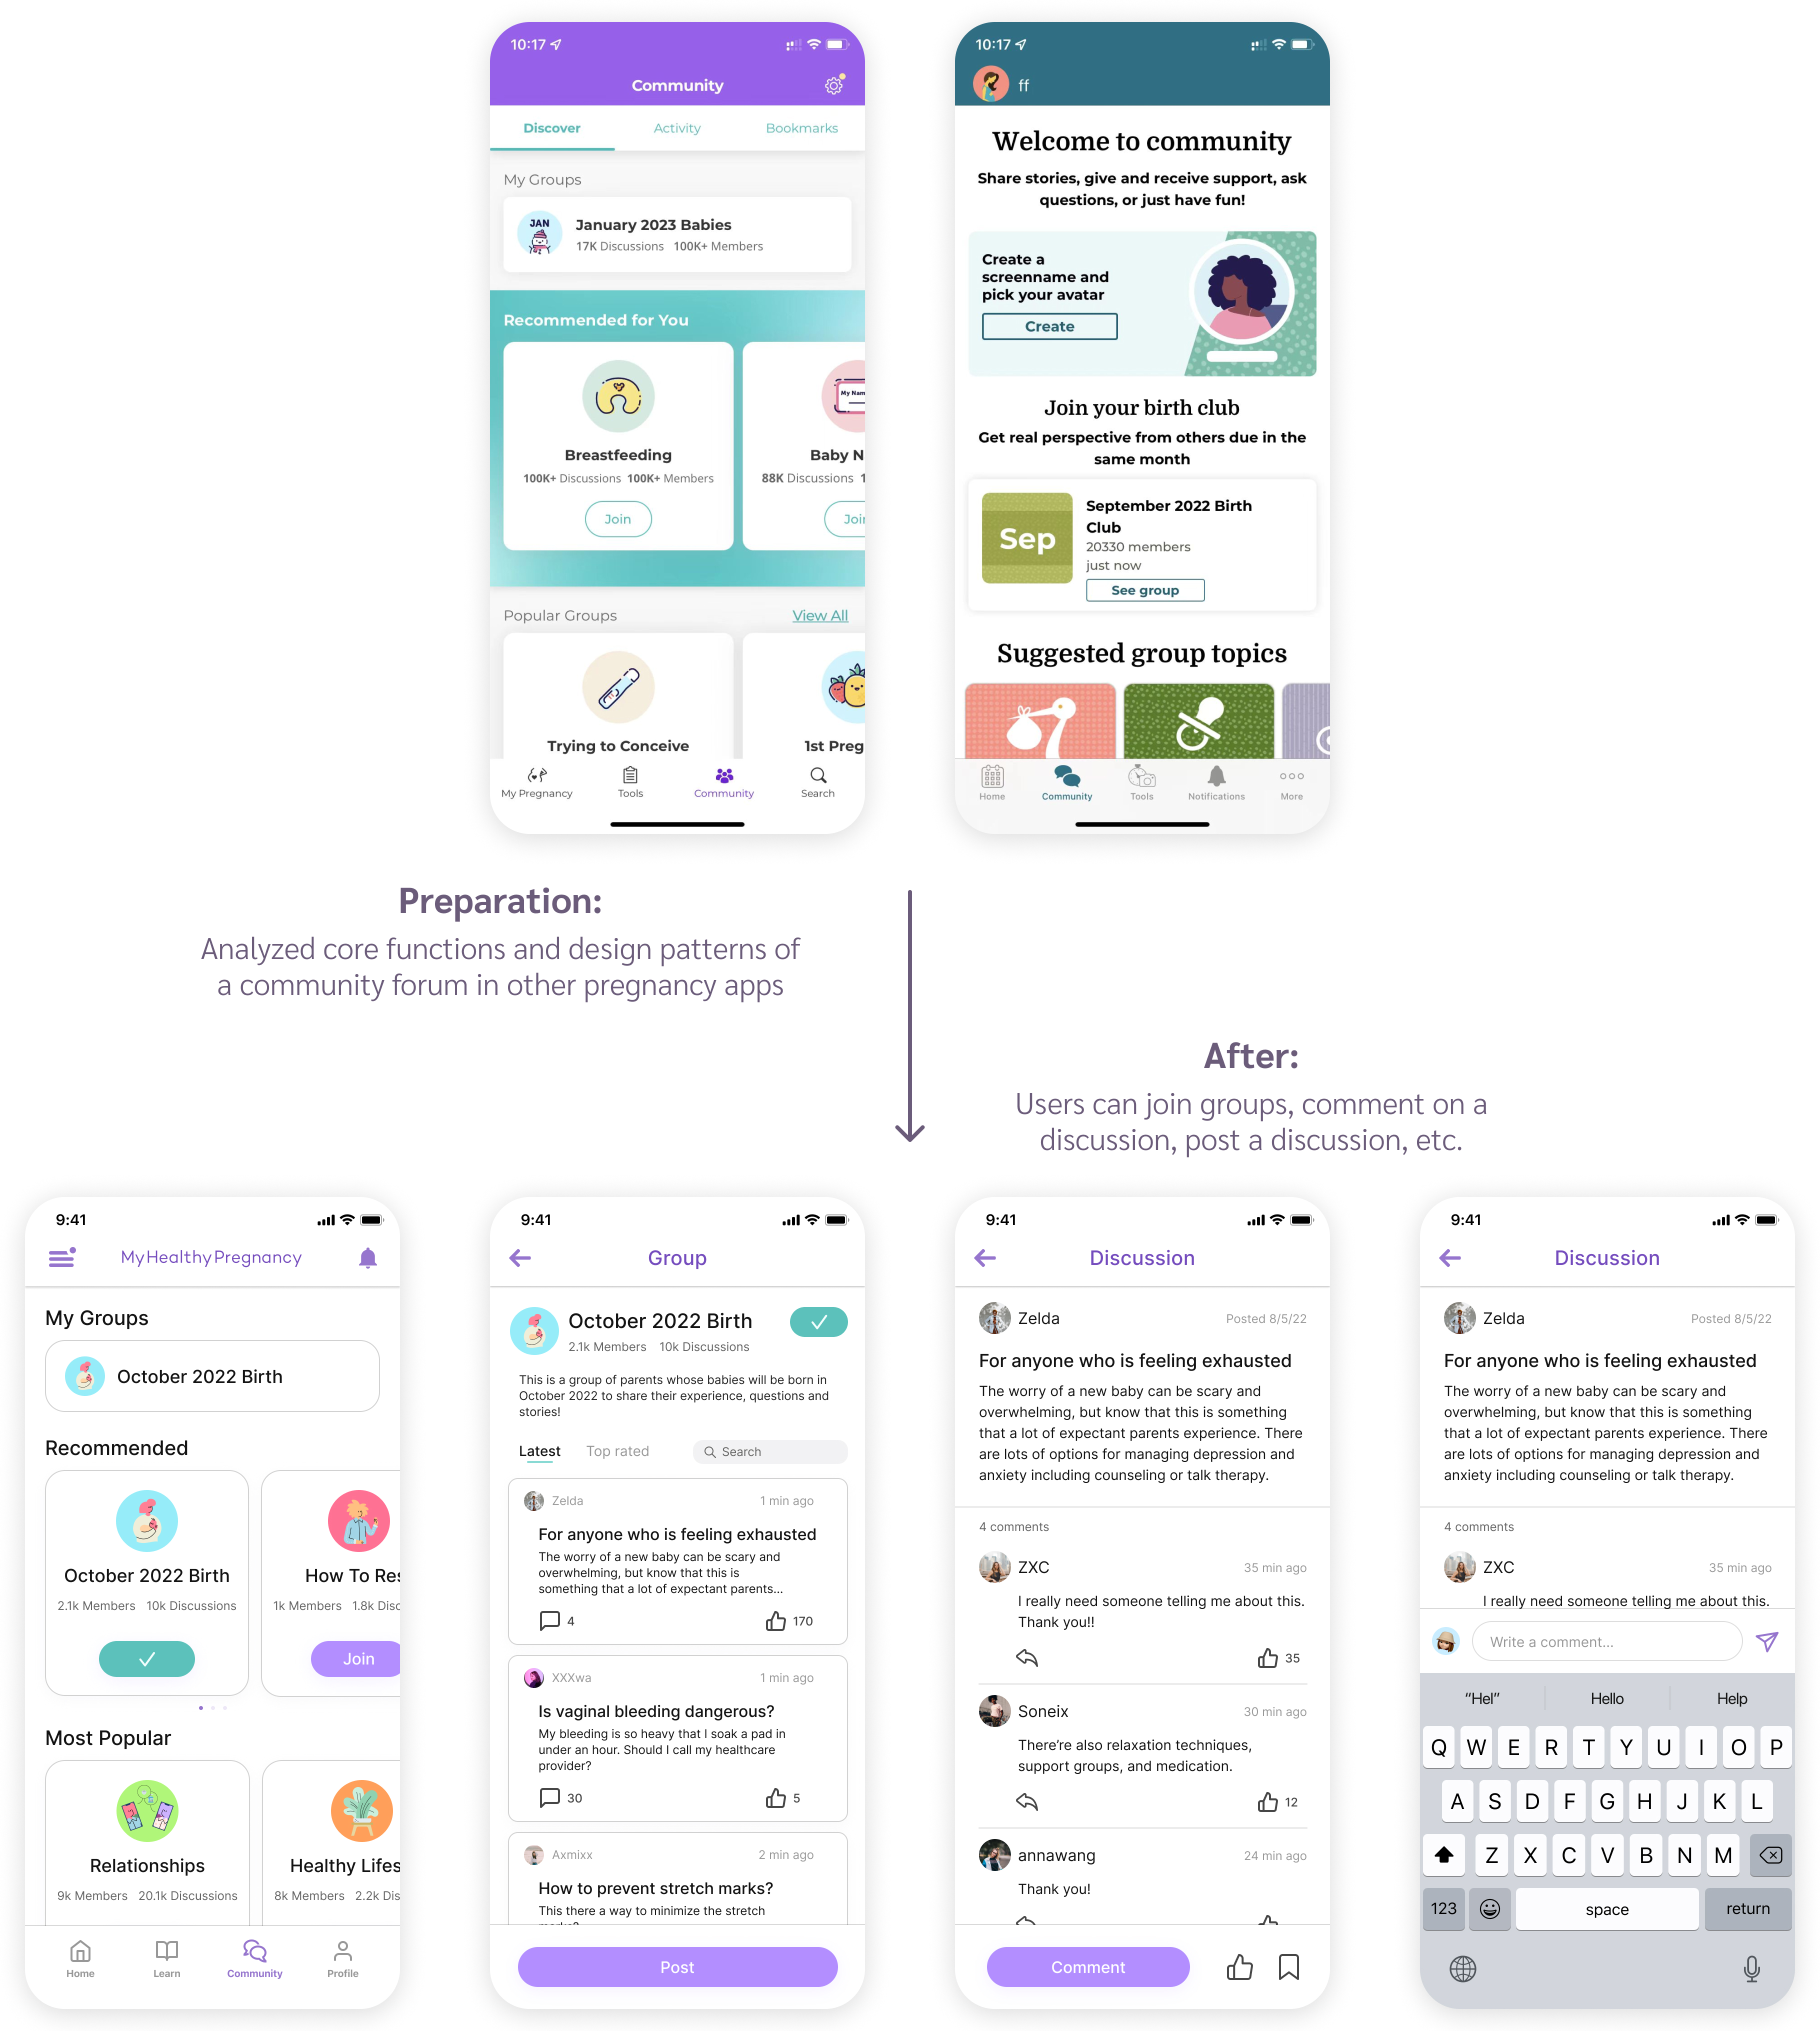 10:17
Community
Discover
Activity
Bookmarks
My Groups
JAN
January 2023 Babies
17K Discussions 100K+ Members
Recommended for You
My Nam
Breastfeeding
Baby N
100K+ Discussions 100K+ Members
88K Discussions 1
Join
Joi
Popular Groups
View All
Trying to Conceive
1st Preg
My Pregnancy
Tools
Community
Search
10:17
ff
Welcome to community
Share stories, give and receive support, ask
questions, or just have fun!
Create a
screenname and
pick your avatar
Create
Join your birth club
Get real perspective from others due in the
same month
Sep
September 2022 Birth
Club
20330 members
just now
See group
Suggested group topics
Home
Community
Tools
Notifications
More
Preparation:
Analyzed core functions and design patterns of
a community forum in other pregnancy apps
After:
Users can join groups, comment on a
discussion, post a discussion, etc.
9:41
MyHealthyPregnancy
My Groups
October 2022 Birth
Recommended
October 2022 Birth
How To Res
2.1k Members 10k Discussions
1k Members 1.8k Disc
Join
Most Popular
Relationships
Healthy Lifes
9k Members 20.1k Discussions
8k Members 2.2k Dis
Home
Learn
Community
Profile
9:41
Group
October 2022 Birth
2.1k Members 10k Discussions
This is a group of parents whose babies will be born in
October 2022 to share their experience, questions and
stories!
Latest
Top rated
Search
Zelda
1 min ago
For anyone who is feeling exhausted
The worry of a new baby can be scary and
overwhelming, but know that this is
something that a lot of expectant parents...
4
170
XXXwa
1 min ago
Is vaginal bleeding dangerous?
My bleeding is so heavy that I soak a pad in
under an hour. Should I call my healthcare
provider?
30
5
Axmixx
2 min ago
How to prevent stretch marks?
This there a way to minimize the stretch
marks?
Post
9:41
Discussion
Zelda
Posted 8/5/22
For anyone who is feeling exhausted
The worry of a new baby can be scary and
overwhelming, but know that this is something
that a lot of expectant parents experience. There
are lots of options for managing depression and
anxiety including counseling or talk therapy.
4 comments
ZXC
35 min ago
I really need someone telling me about this.
Thank you!!
35
Soneix
30 min ago
There're also relaxation techniques,
support groups, and medication.
12
annawang
24 min ago
Thank you!
Comment
9:41
Discussion
Zelda
Posted 8/5/22
For anyone who is feeling exhausted
The worry of a new baby can be scary and
overwhelming, but know that this is something
that a lot of expectant parents experience. There
are lots of options for managing depression and
anxiety including counseling or talk therapy.
4 comments
ZXC
35 min ago
I really need someone telling me about this.
Write a comment...
“Hel”
Hello
Help
Q W E R T Y U I O P
A S D F G H J K L
Z X C V B N M
123
space
return